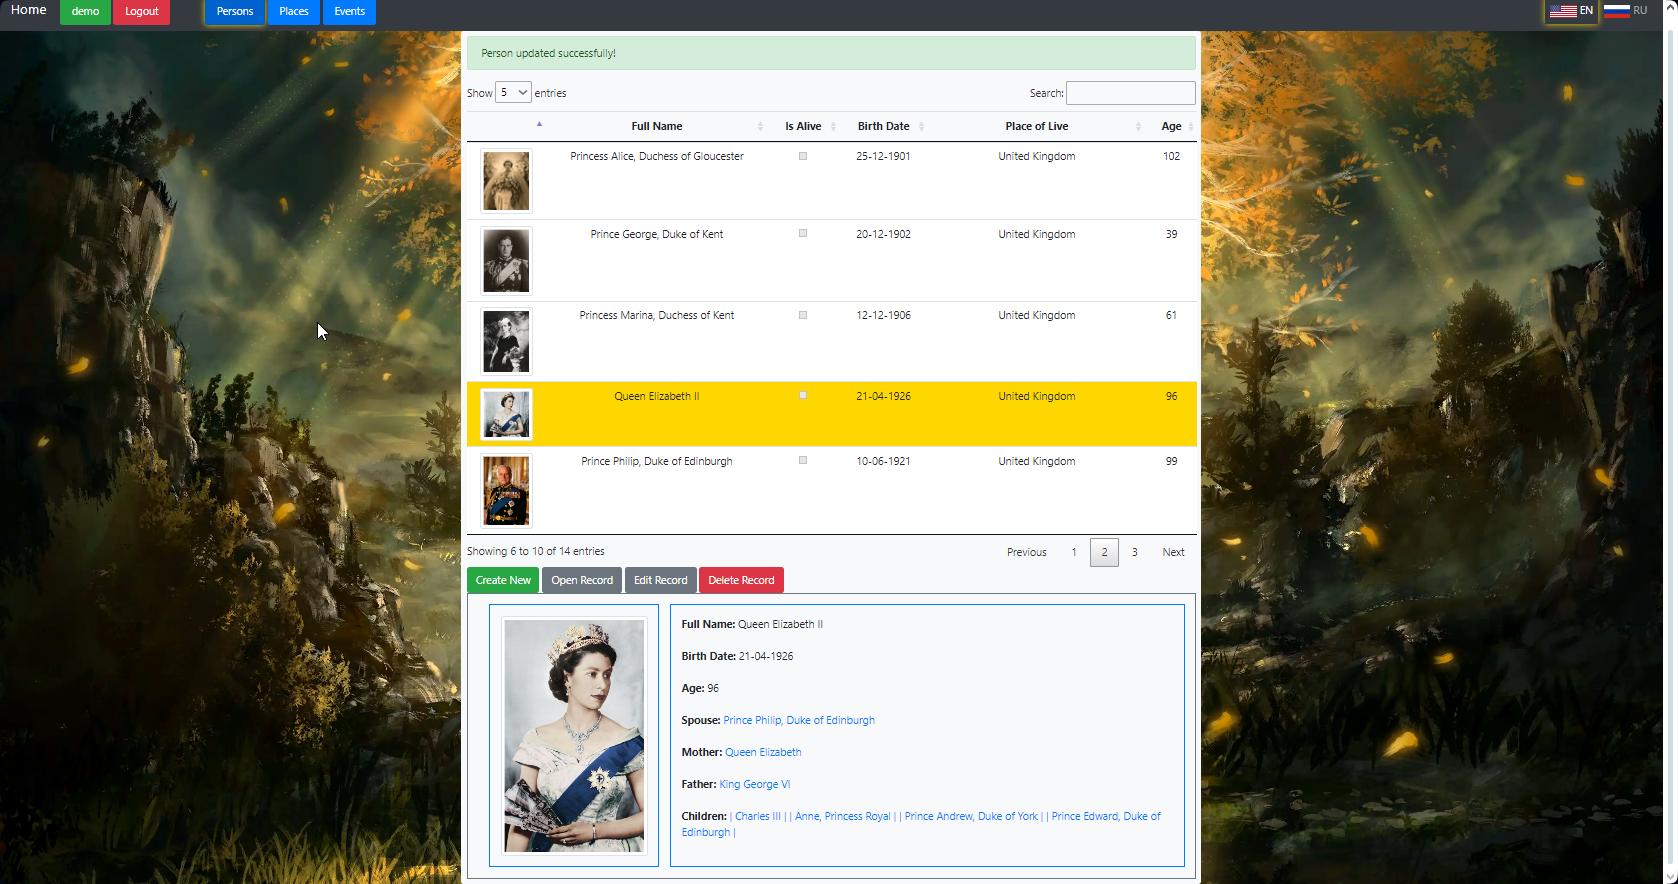 Home demo Logout Persons Places Events EN RU
Person updated successfully!
Show 5 entries Search:
Full Name Is Alive Birth Date Place of Live Age
Princess Alice, Duchess of Gloucester 25-12-1901 United Kingdom 102
Prince George, Duke of Kent 20-12-1902 United Kingdom 39
Princess Marina, Duchess of Kent 12-12-1906 United Kingdom 61
Queen Elizabeth II 21-04-1926 United Kingdom 96
Prince Philip, Duke of Edinburgh 10-06-1921 United Kingdom 99
Showing 6 to 10 of 14 entries Previous 1 2 3 Next
Create New Open Record Edit Record Delete Record
Full Name: Queen Elizabeth II
Birth Date: 21-04-1926
Age: 96
Spouse: Prince Philip, Duke of Edinburgh
Mother: Queen Elizabeth
Father: King George VI
Children: | Charles III | | Anne, Princess Royal | | Prince Andrew, Duke of York | | Prince Edward, Duke of
Edinburgh |